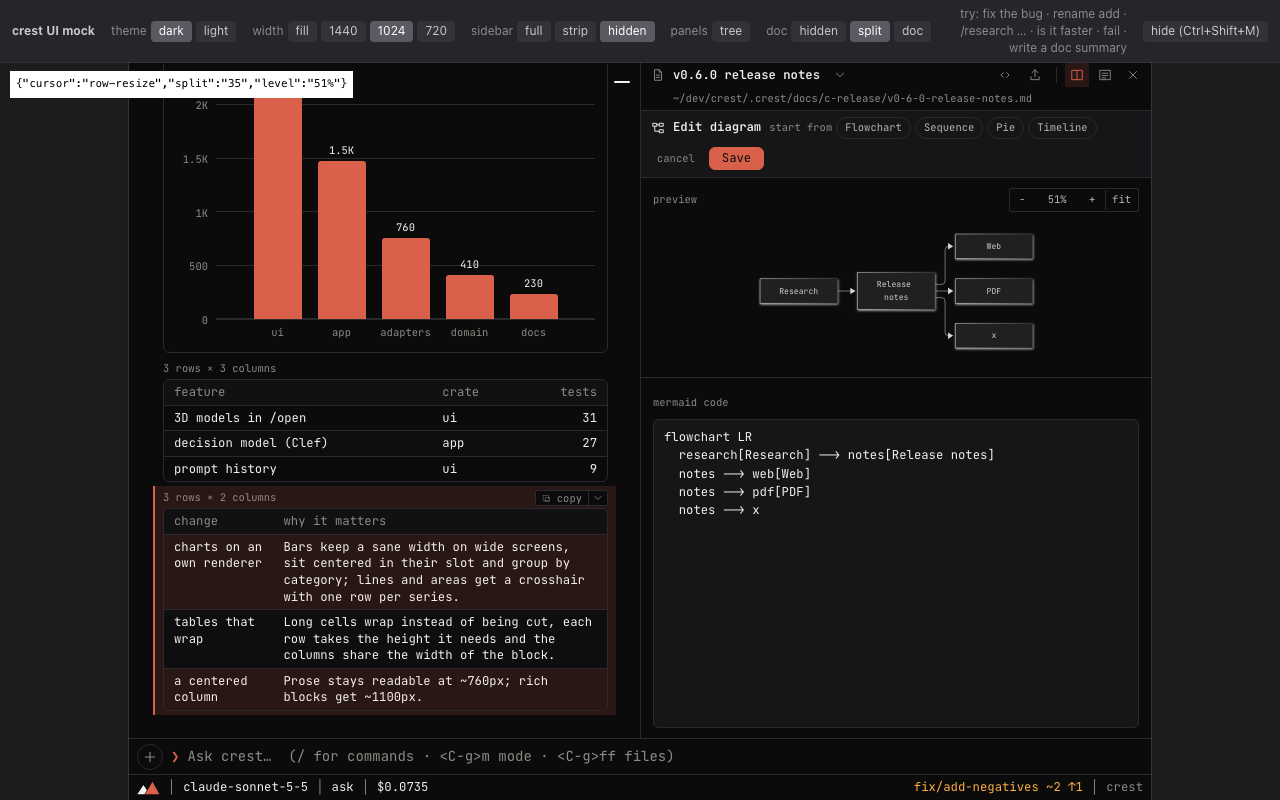 crest UI mock theme dark light width fill 1440 1024 720 sidebar full strip hidden panels tree doc hidden split doc
try: fix the bug · rename add ·
/research … · is it faster · fail ·
write a doc summary
hide (Ctrl+Shift+M)
{"cursor":"row-resize","split":"35","level":"51%"}
2K
1.5K
1K
500
0
1.5K
760
410
230
ui app adapters domain docs
3 rows × 3 columns
feature crate tests
3D models in /open ui 31
decision model (Clef) app 27
prompt history ui 9
3 rows × 2 columns copy
change why it matters
charts on an
own renderer
Bars keep a sane width on wide screens,
sit centered in their slot and group by
category; lines and areas get a crosshair
with one row per series.
tables that
wrap
Long cells wrap instead of being cut, each
row takes the height it needs and the
columns share the width of the block.
a centered
column
Prose stays readable at ~760px; rich
blocks get ~1100px.
v0.6.0 release notes
~/dev/crest/.crest/docs/c-release/v0-6-0-release-notes.md
Edit diagram start from Flowchart Sequence Pie Timeline
cancel Save
preview - 51% + fit
Research
Release
notes
Web
PDF
x
mermaid code
flowchart LR
research[Research] ⟶ notes[Release notes]
notes ⟶ web[Web]
notes ⟶ pdf[PDF]
notes ⟶ x
+ ❯ Ask crest… (/ for commands · <C-g>m mode · <C-g>ff files)
claude-sonnet-5-5 │ ask │ $0.0735
fix/add-negatives ~2 ↑1 │ crest